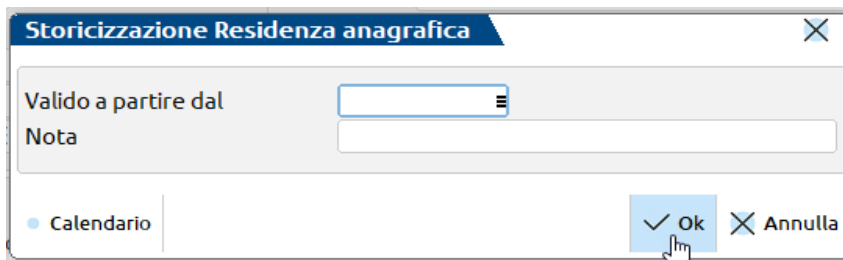 Storicizzazione Residenza anagrafica
Valido a partire dal
Nota
Calendario
Ok
Annulla